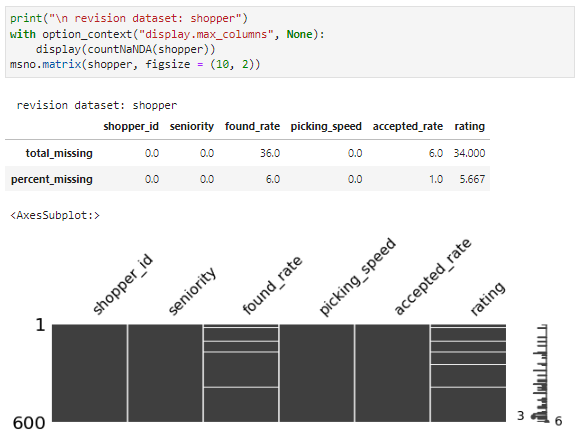 print("\n revision dataset: shopper")
with option_context("display.max_columns", None):
    display(countNaNDA(shopper))
msno.matrix(shopper, figsize = (10, 2))
revision dataset: shopper
shopper_id seniority found_rate picking_speed accepted_rate rating
total_missing 0.0 0.0 36.0 0.0 6.0 34.000
percent_missing 0.0 0.0 6.0 0.0 1.0 5.667
<AxesSubplot:>
shopper_id seniority found_rate picking_speed accepted_rate rating
1
3 6
600